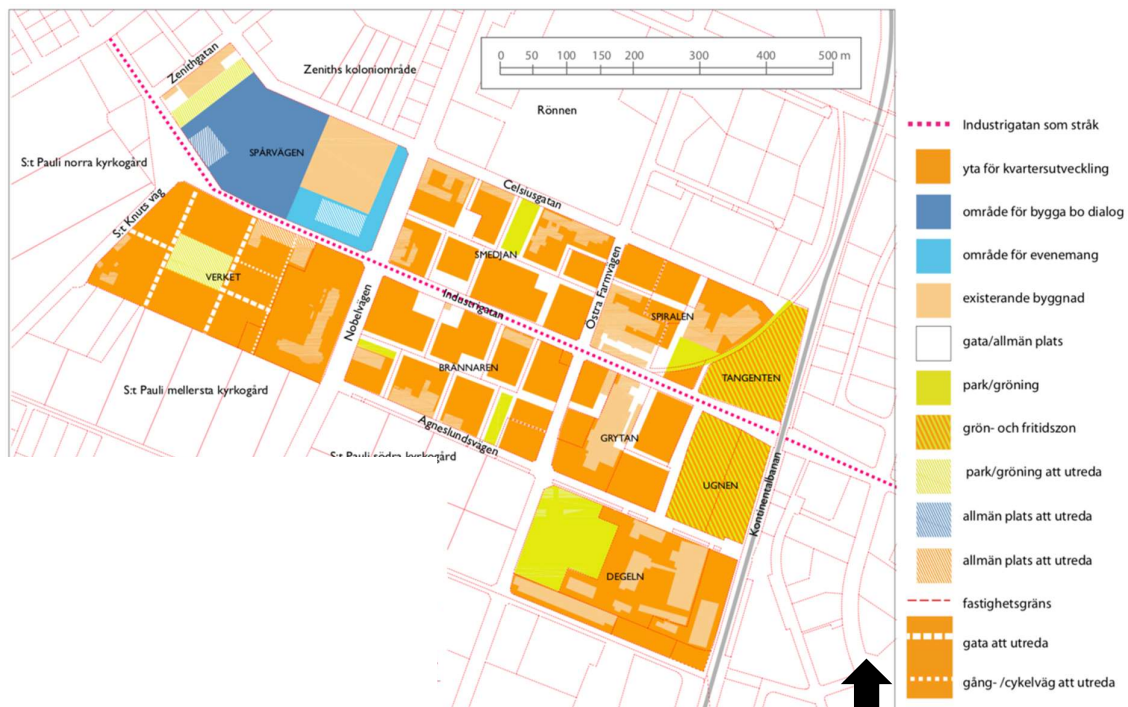 Zenithgatan
Zeniths koloniområde
0 50 100 200 300 400 500 m
Rönnen
S:t Pauli norra kyrkogård
SPÅRVÄGEN
S:t Knuts väg
Celsiusgatan
VERKET
SMEDJAN
Nobelvägen
Industrigatan
Östra Farmvägen
SPIRALEN
S:t Pauli mellersta kyrkogård
BRÄNNAREN
TANGENTEN
Agneslundsvägen
GRYTAN
S:t Pauli södra kyrkogård
UGNEN
Kontinentalbanan
DEGELN
Industrigatan som stråk
yta för kvartersutveckling
område för bygga bo dialog
område för evenemang
existerande byggnad
gata/allmän plats
park/gröning
grön- och fritidszon
park/gröning att utreda
allmän plats att utreda
allmän plats att utreda
fastighetsgräns
gata att utreda
gång- /cykelväg att utreda